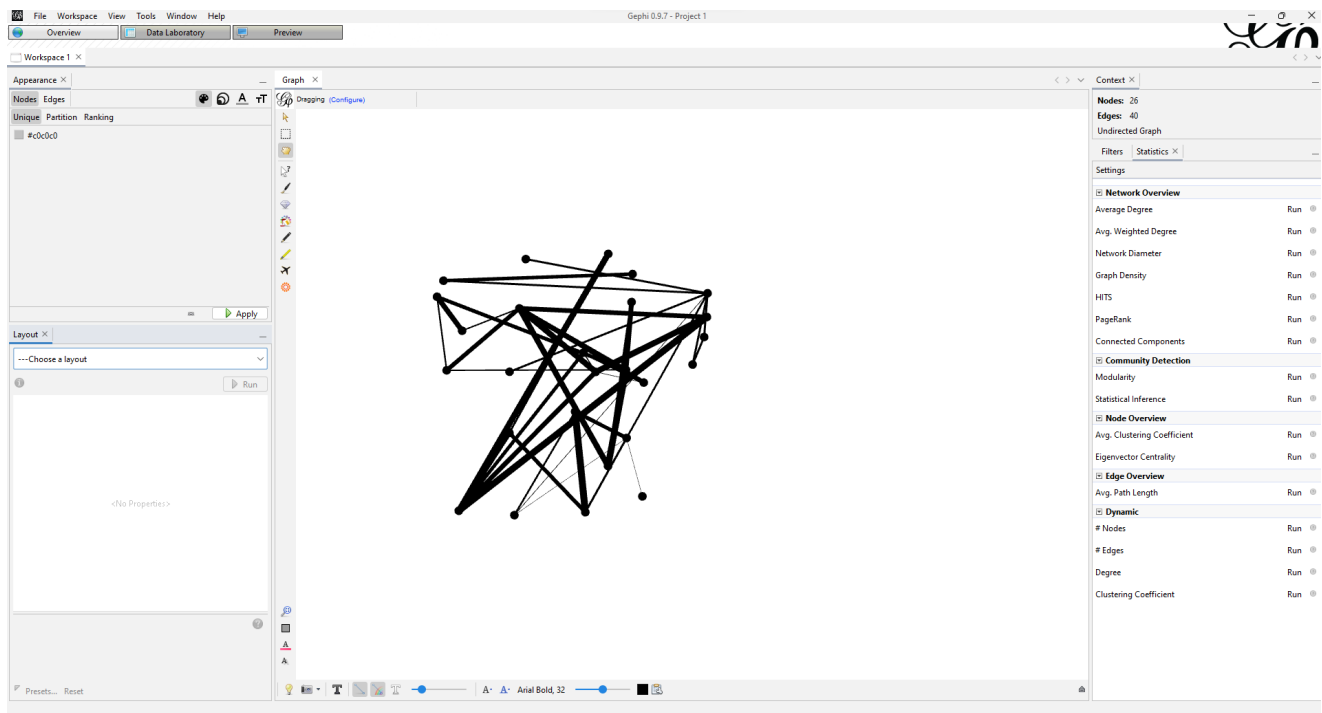 File Workspace View Tools Window Help
Gephi 0.9.7 - Project 1
Overview Data Laboratory Preview
Workspace 1
Appearance
Nodes Edges
Unique Partition Ranking
#c0c0c0
Apply
Layout
---Choose a layout
Run
<No Properties>
Presets... Reset
Graph
Dragging (Configure)
Arial Bold, 32
Context
Nodes: 26
Edges: 40
Undirected Graph
Filters Statistics
Settings
Network Overview
Average Degree Run
Avg. Weighted Degree Run
Network Diameter Run
Graph Density Run
HITS Run
PageRank Run
Connected Components Run
Community Detection
Modularity Run
Statistical Inference Run
Node Overview
Avg. Clustering Coefficient Run
Eigenvector Centrality Run
Edge Overview
Avg. Path Length Run
Dynamic
# Nodes Run
# Edges Run
Degree Run
Clustering Coefficient Run